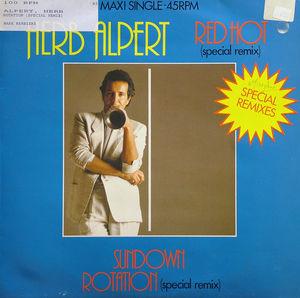 100 BPM
ALPERT, HERB
ROTATION (SPECIAL REMIX)
MAXI SINGLE · 45RPM
HERB ALPERT
RED HOT
(special remix)
SPECIAL
REMIXES
SUNDOWN
ROTATION (special remix)